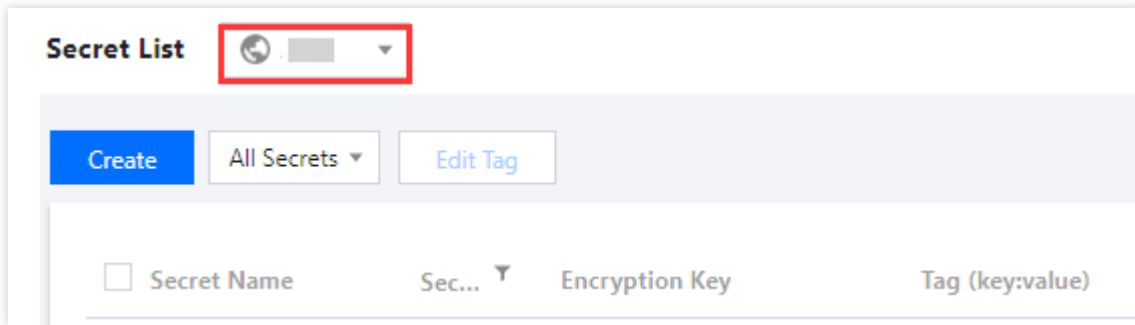 Secret List
Create All Secrets Edit Tag
Secret Name Sec... Encryption Key Tag (key:value)